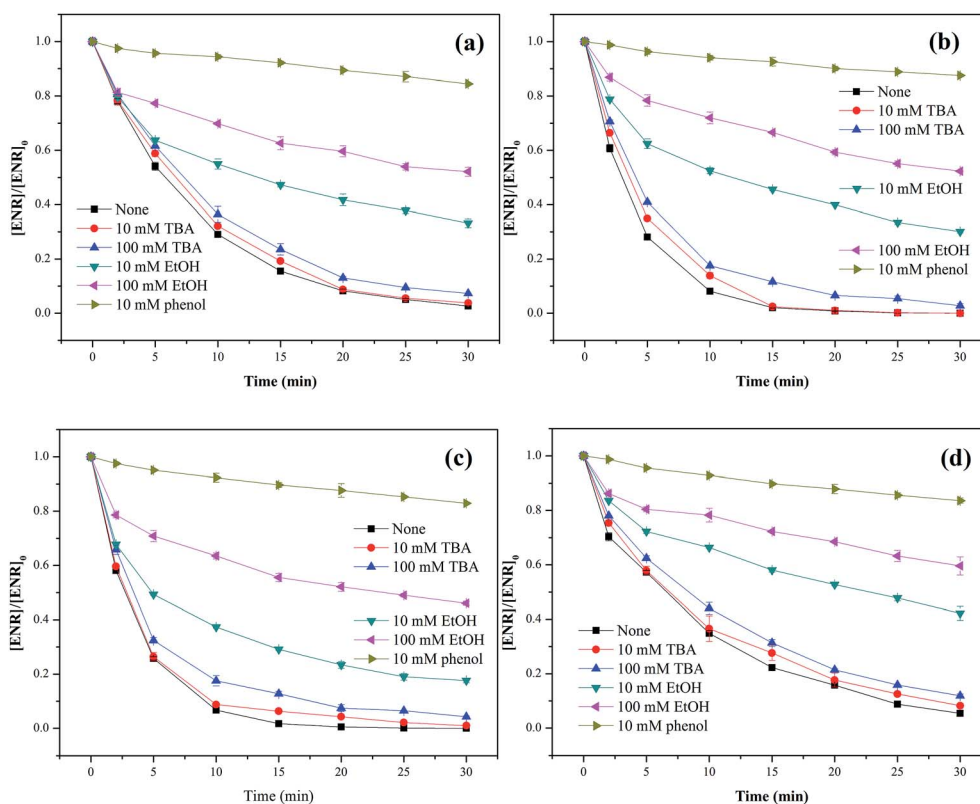 (a)
[ENR]/[ENR]0
1.0
0.8
0.6
0.4
0.2
0.0
None
10 mM TBA
100 mM TBA
10 mM EtOH
100 mM EtOH
10 mM phenol
0 5 10 15 20 25 30
Time (min)
(b)
[ENR]/[ENR]0
1.0
0.8
0.6
0.4
0.2
0.0
None
10 mM TBA
100 mM TBA
10 mM EtOH
100 mM EtOH
10 mM phenol
0 5 10 15 20 25 30
Time (min)
(c)
[ENR]/[ENR]0
1.0
0.8
0.6
0.4
0.2
0.0
None
10 mM TBA
100 mM TBA
10 mM EtOH
100 mM EtOH
10 mM phenol
0 5 10 15 20 25 30
Time (min)
(d)
[ENR]/[ENR]0
1.0
0.8
0.6
0.4
0.2
0.0
None
10 mM TBA
100 mM TBA
10 mM EtOH
100 mM EtOH
10 mM phenol
0 5 10 15 20 25 30
Time (min)